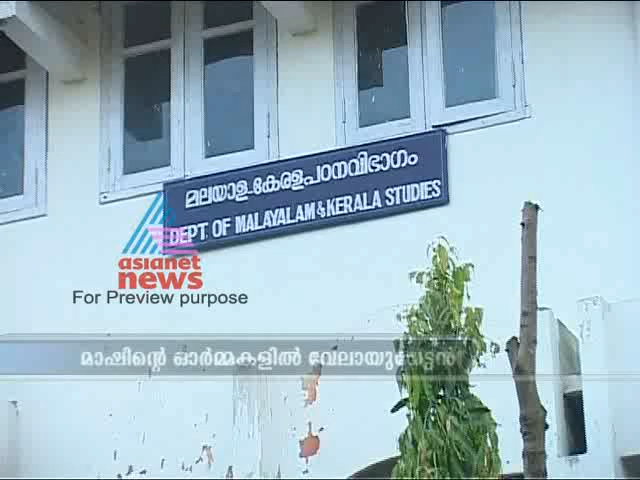 മലയാള-കേരളപഠനവിഭാഗം
DEPT OF MALAYALAM & KERALA STUDIES
asianet
news
For Preview purpose
മാഷിന്റെ ഓർമ്മകളിൽ